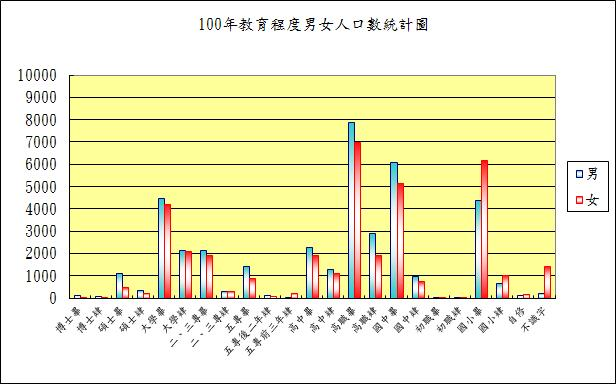 100年教育程度男女人口數統計圖
10000
9000
8000
7000
6000
5000
4000
3000
2000
1000
0
男
女
博士畢
博士肄
碩士畢
碩士肄
大學畢
大學肄
二、三專畢
二、三專肄
五專畢
五專後二年肄
五專前三年肄
高中畢
高中肄
高職畢
高職肄
國中畢
國中肄
初職畢
初職肄
國小畢
國小肄
自修
不識字